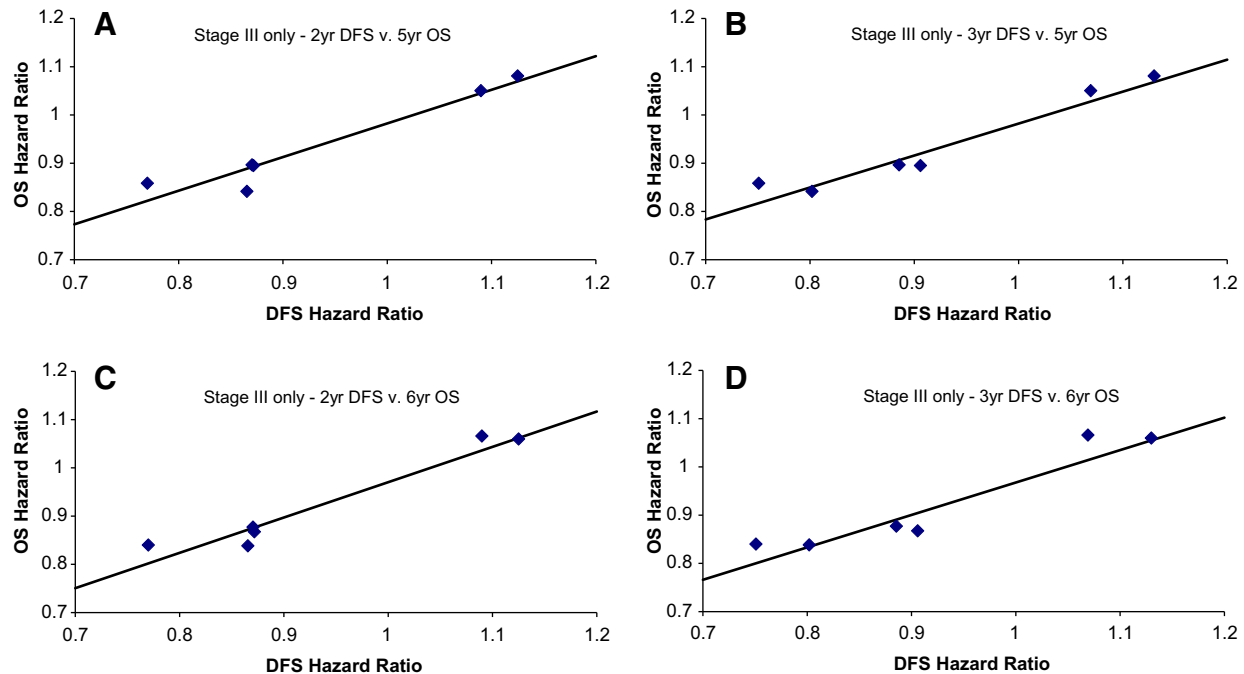 A
Stage III only - 2yr DFS v. 5yr OS
OS Hazard Ratio
1.2
1.1
1
0.9
0.8
0.7
0.7 0.8 0.9 1 1.1 1.2
DFS Hazard Ratio
B
Stage III only - 3yr DFS v. 5yr OS
OS Hazard Ratio
1.2
1.1
1
0.9
0.8
0.7
0.7 0.8 0.9 1 1.1 1.2
DFS Hazard Ratio
C
Stage III only - 2yr DFS v. 6yr OS
OS Hazard Ratio
1.2
1.1
1
0.9
0.8
0.7
0.7 0.8 0.9 1 1.1 1.2
DFS Hazard Ratio
D
Stage III only - 3yr DFS v. 6yr OS
OS Hazard Ratio
1.2
1.1
1
0.9
0.8
0.7
0.7 0.8 0.9 1 1.1 1.2
DFS Hazard Ratio